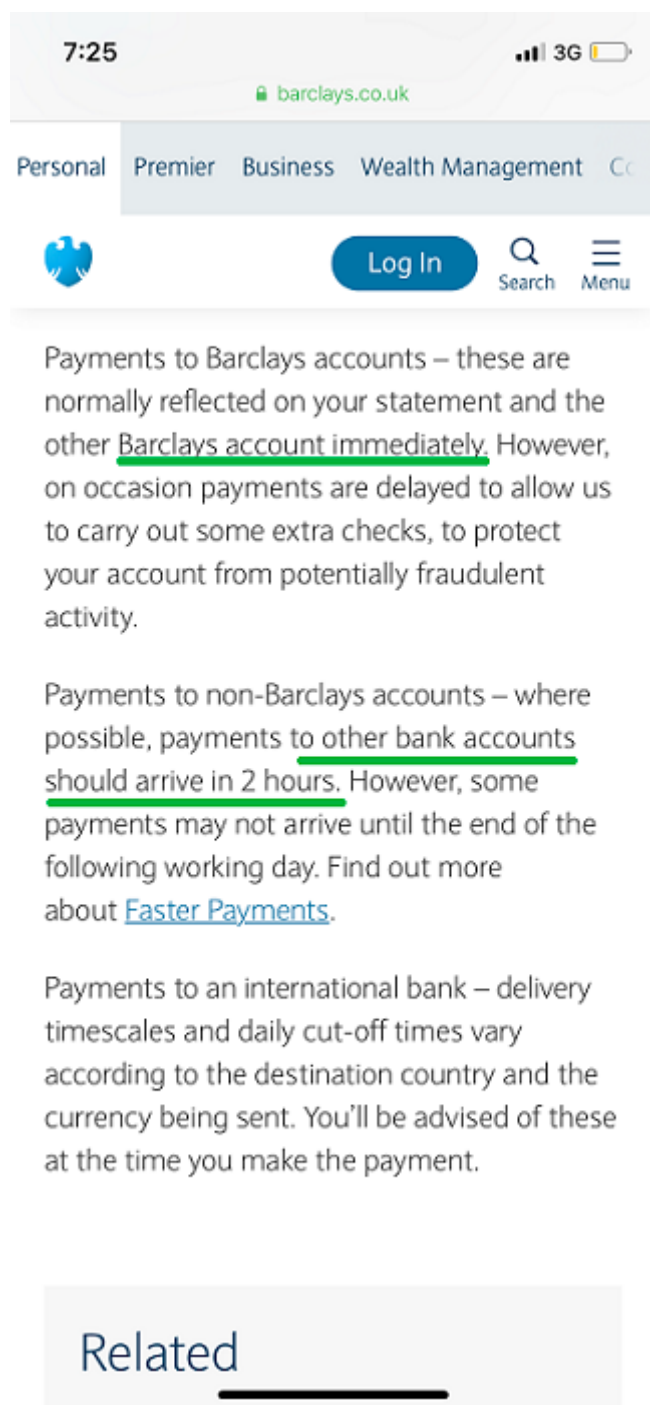 7:25
3G
barclays.co.uk
Personal Premier Business Wealth Management
Log In
Search
Menu
Payments to Barclays accounts – these are
normally reflected on your statement and the
other Barclays account immediately. However,
on occasion payments are delayed to allow us
to carry out some extra checks, to protect
your account from potentially fraudulent
activity.
Payments to non-Barclays accounts – where
possible, payments to other bank accounts
should arrive in 2 hours. However, some
payments may not arrive until the end of the
following working day. Find out more
about Faster Payments.
Payments to an international bank – delivery
timescales and daily cut-off times vary
according to the destination country and the
currency being sent. You’ll be advised of these
at the time you make the payment.
Related